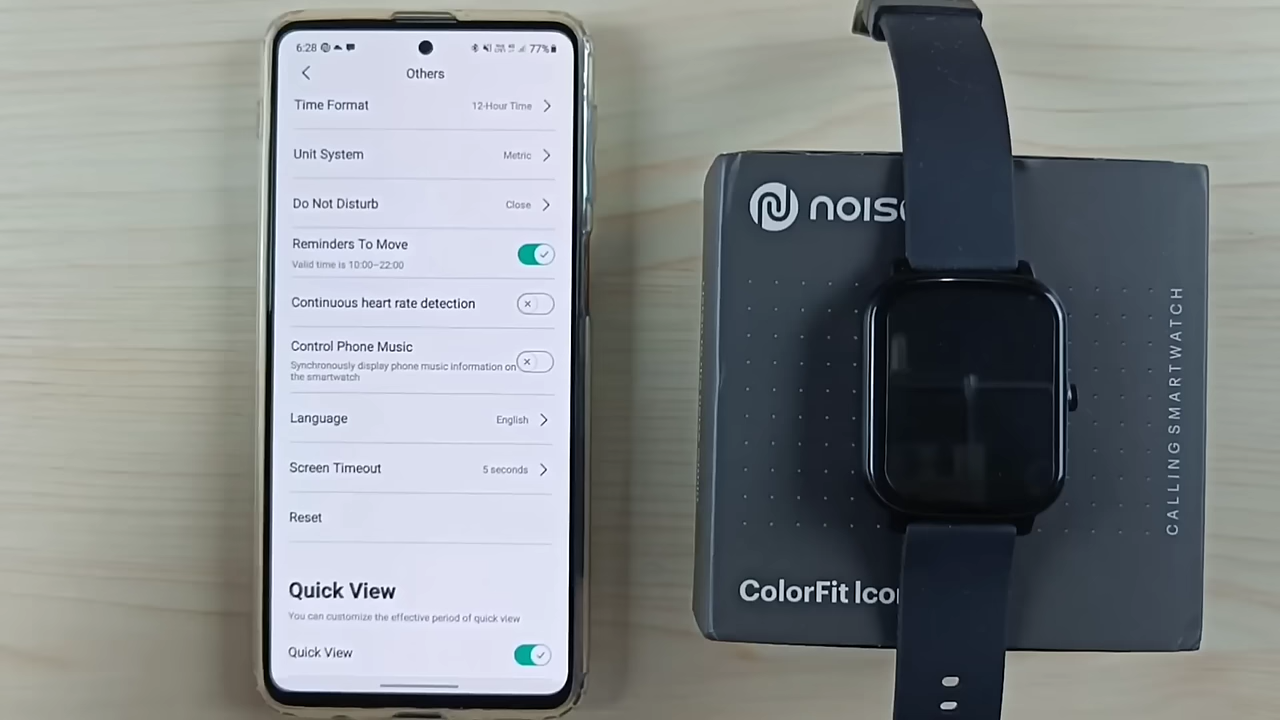 6:28
77%
Others
Time Format
12-Hour Time
Unit System
Metric
Do Not Disturb
Close
Reminders To Move
Valid time is 10:00–22:00
Continuous heart rate detection
Control Phone Music
Synchronously display phone music information on
the smartwatch
Language
English
Screen Timeout
5 seconds
Reset
Quick View
You can customize the effective period of quick view
Quick View
NOIS
ColorFit Ico
CALLING SMARTWATCH